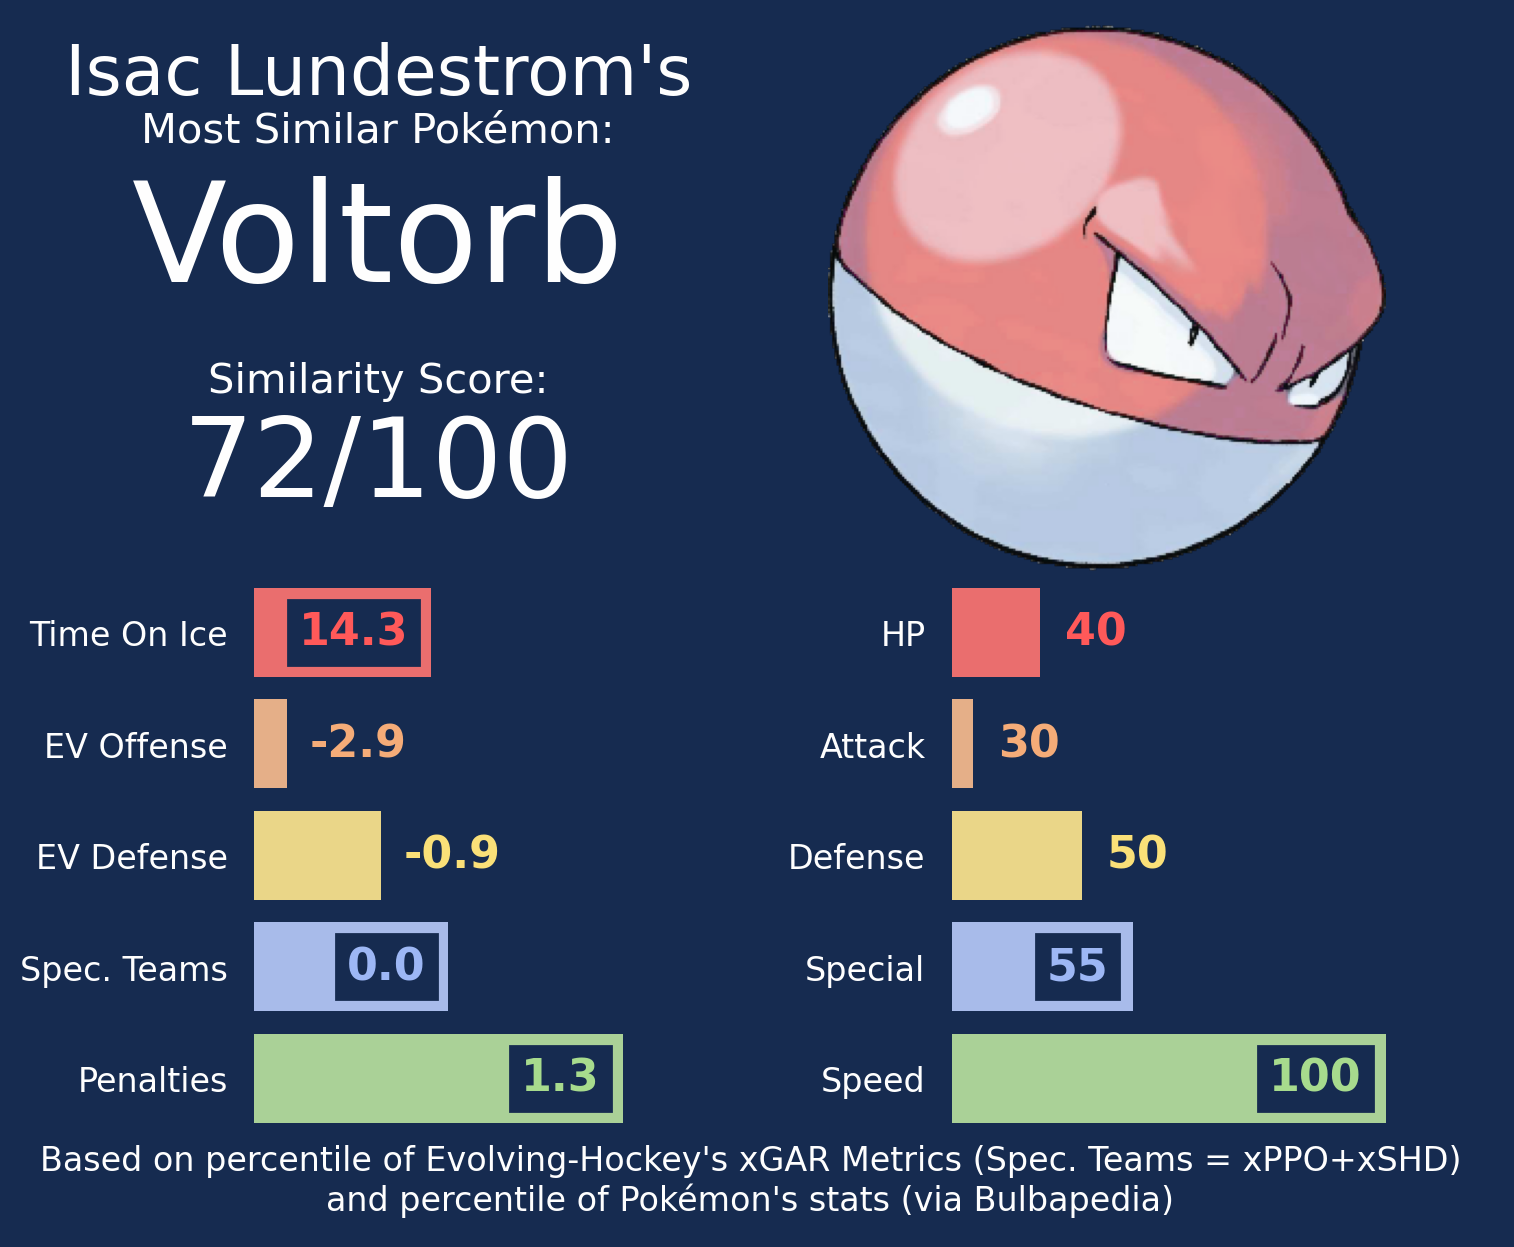 Isac Lundestrom's
Most Similar Pokémon:
Voltorb
Similarity Score:
72/100
Time On Ice 14.3
EV Offense -2.9
EV Defense -0.9
Spec. Teams 0.0
Penalties 1.3
HP 40
Attack 30
Defense 50
Special 55
Speed 100
Based on percentile of Evolving-Hockey's xGAR Metrics (Spec. Teams = xPPO+xSHD)
and percentile of Pokémon's stats (via Bulbapedia)